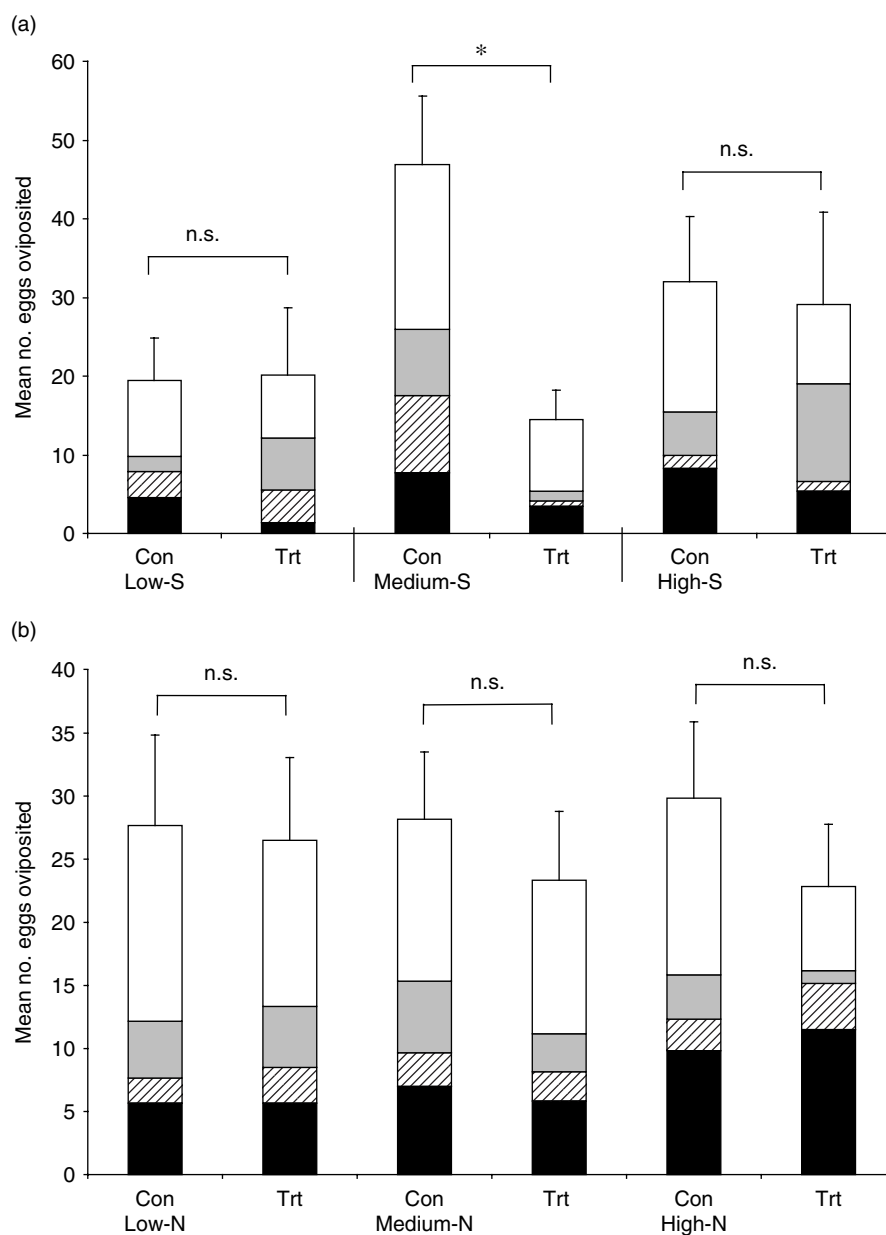 (a)
Mean no. eggs oviposited
60
50
40
30
20
10
0
n.s.
*
n.s.
Con Trt Con Trt Con Trt
Low-S Medium-S High-S
(b)
Mean no. eggs oviposited
40
35
30
25
20
15
10
5
0
n.s.
n.s.
n.s.
Con Trt Con Trt Con Trt
Low-N Medium-N High-N